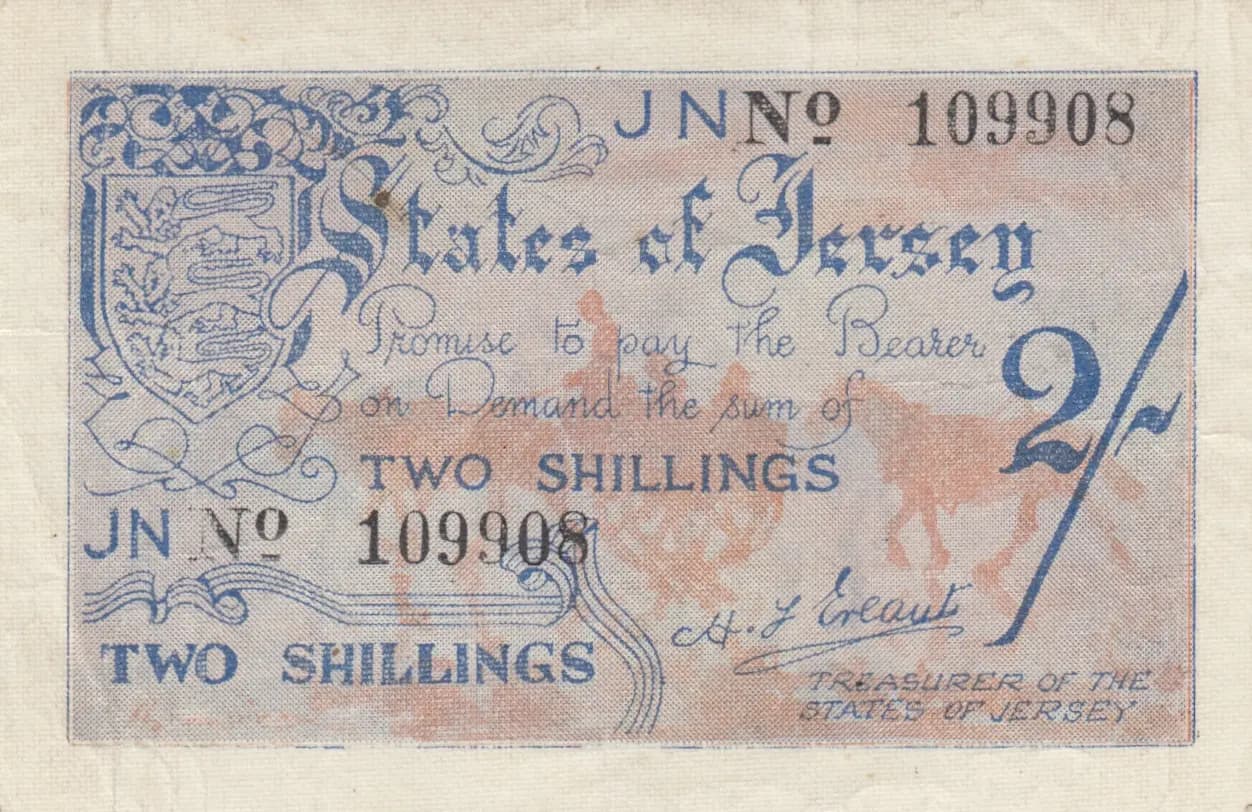 JN No 109908
States of Jersey
Promise to pay the Bearer
on Demand the sum of
2/~
TWO SHILLINGS
JN No 109908
H. F Ereaut
TWO SHILLINGS
TREASURER OF THE
STATES OF JERSEY